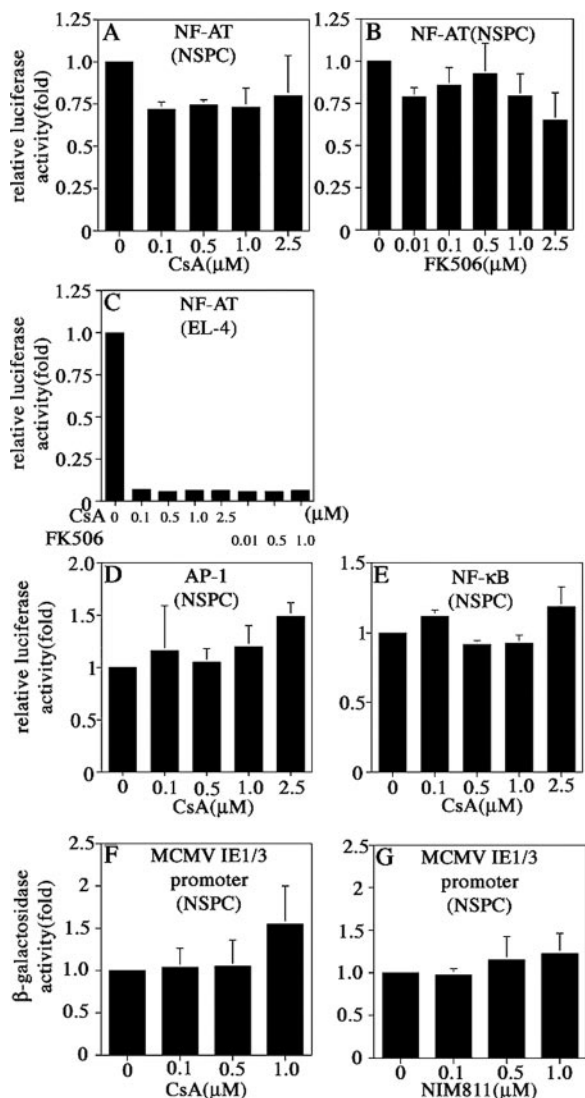 A
NF-AT
(NSPC)
relative luciferase
activity(fold)
1.25
1.0
0.75
0.5
0.25
0
0 0.1 0.5 1.0 2.5
CsA(μM)
B
NF-AT(NSPC)
1.25
1.0
0.75
0.5
0.25
0
0 0.01 0.1 0.5 1.0 2.5
FK506(μM)
C
NF-AT
(EL-4)
relative luciferase
activity(fold)
1.25
1.0
0.75
0.5
0.25
0
CsA 0 0.1 0.5 1.0 2.5 (μM)
FK506 0.01 0.5 1.0
D
AP-1
(NSPC)
relative luciferase
activity(fold)
2.0
1.5
1
0.5
0
0 0.1 0.5 1.0 2.5
CsA(μM)
E
NF-κB
(NSPC)
1.5
1
0.5
0
0 0.1 0.5 1.0 2.5
CsA(μM)
F
MCMV IE1/3
promoter
(NSPC)
β-galactosidase
activity(fold)
2.5
2
1.5
1.0
0.5
0
0 0.1 0.5 1.0
CsA(μM)
G
MCMV IE1/3
promoter
(NSPC)
2.5
2
1.5
1.0
0.5
0
0 0.1 0.5 1.0
NIM811(μM)